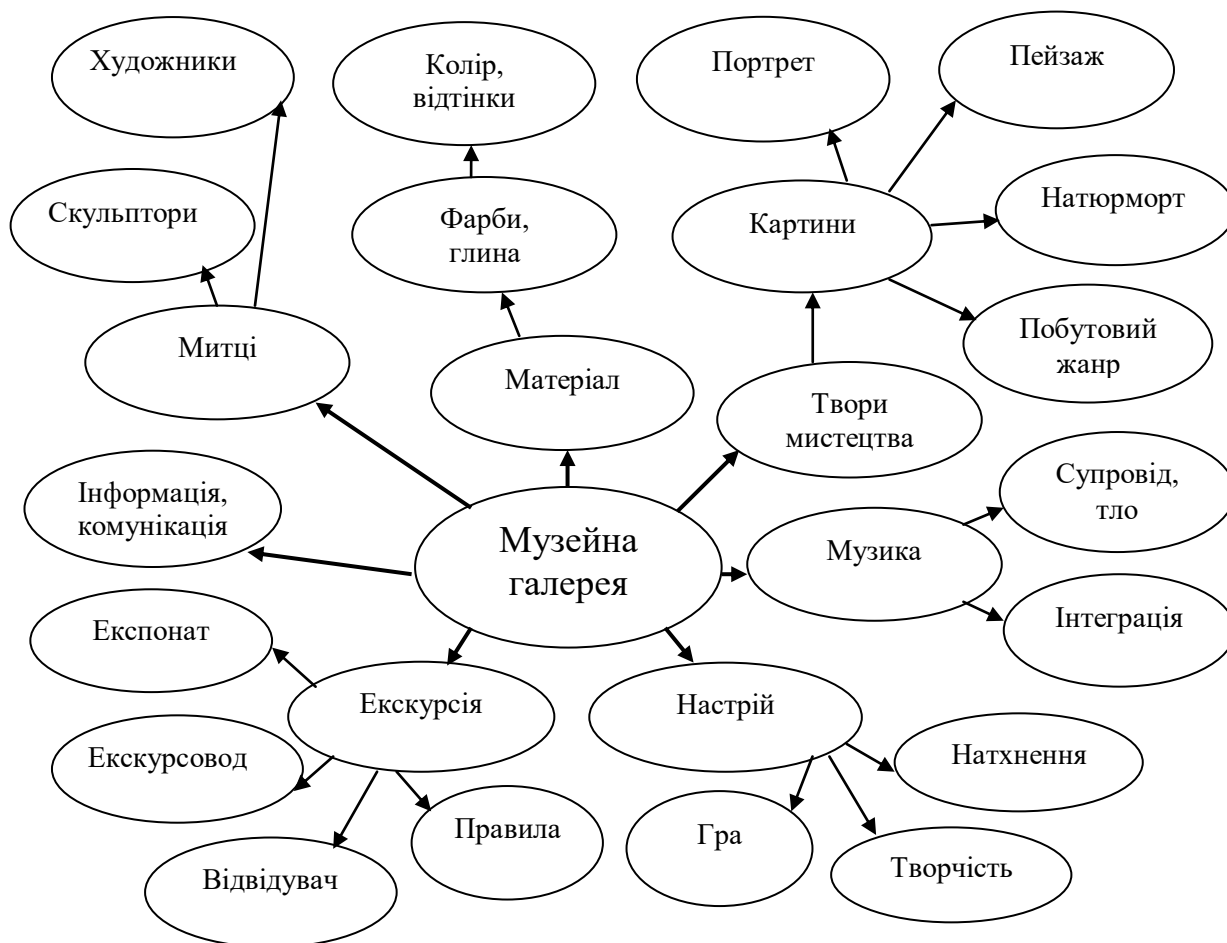 Художники
Колір,
відтінки
Портрет
Пейзаж
Скульптори
Фарби,
глина
Картини
Натюрморт
Митці
Матеріал
Побутовий
жанр
Твори
мистецтва
Інформація,
комунікація
Музейна
галерея
Музика
Супровід,
тло
Інтеграція
Експонат
Екскурсія
Настрій
Екскурсовод
Натхнення
Правила
Гра
Відвідувач
Творчість